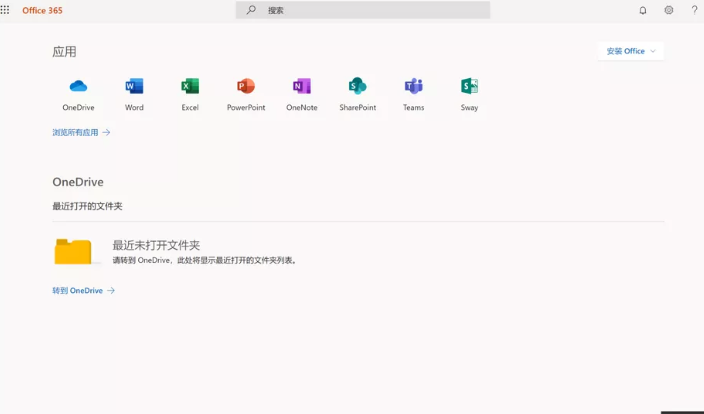 Office 365
搜索
?
应用
安装 Office
OneDrive
Word
Excel
PowerPoint
OneNote
SharePoint
Teams
Sway
浏览所有应用 →
OneDrive
最近打开的文件夹
最近未打开文件夹
请转到 OneDrive，此处将显示最近打开的文件夹列表。
转到 OneDrive →